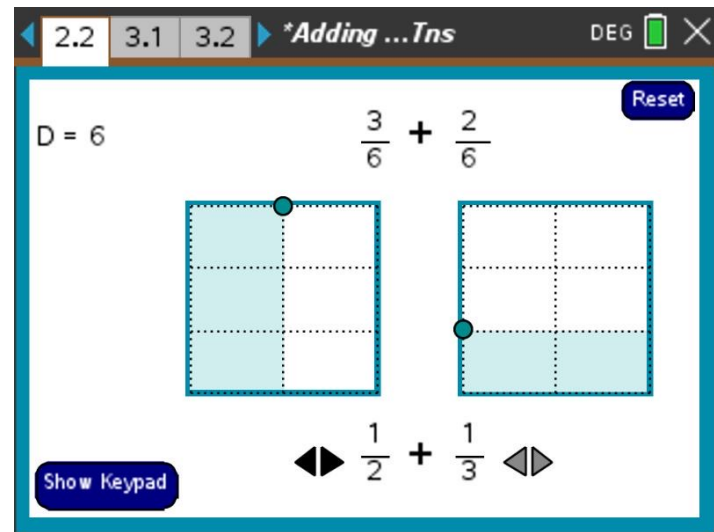 2.2 3.1 3.2 *Adding ...Tns DEG
Reset
D = 6
3/6 + 2/6
1/2 + 1/3
Show Keypad